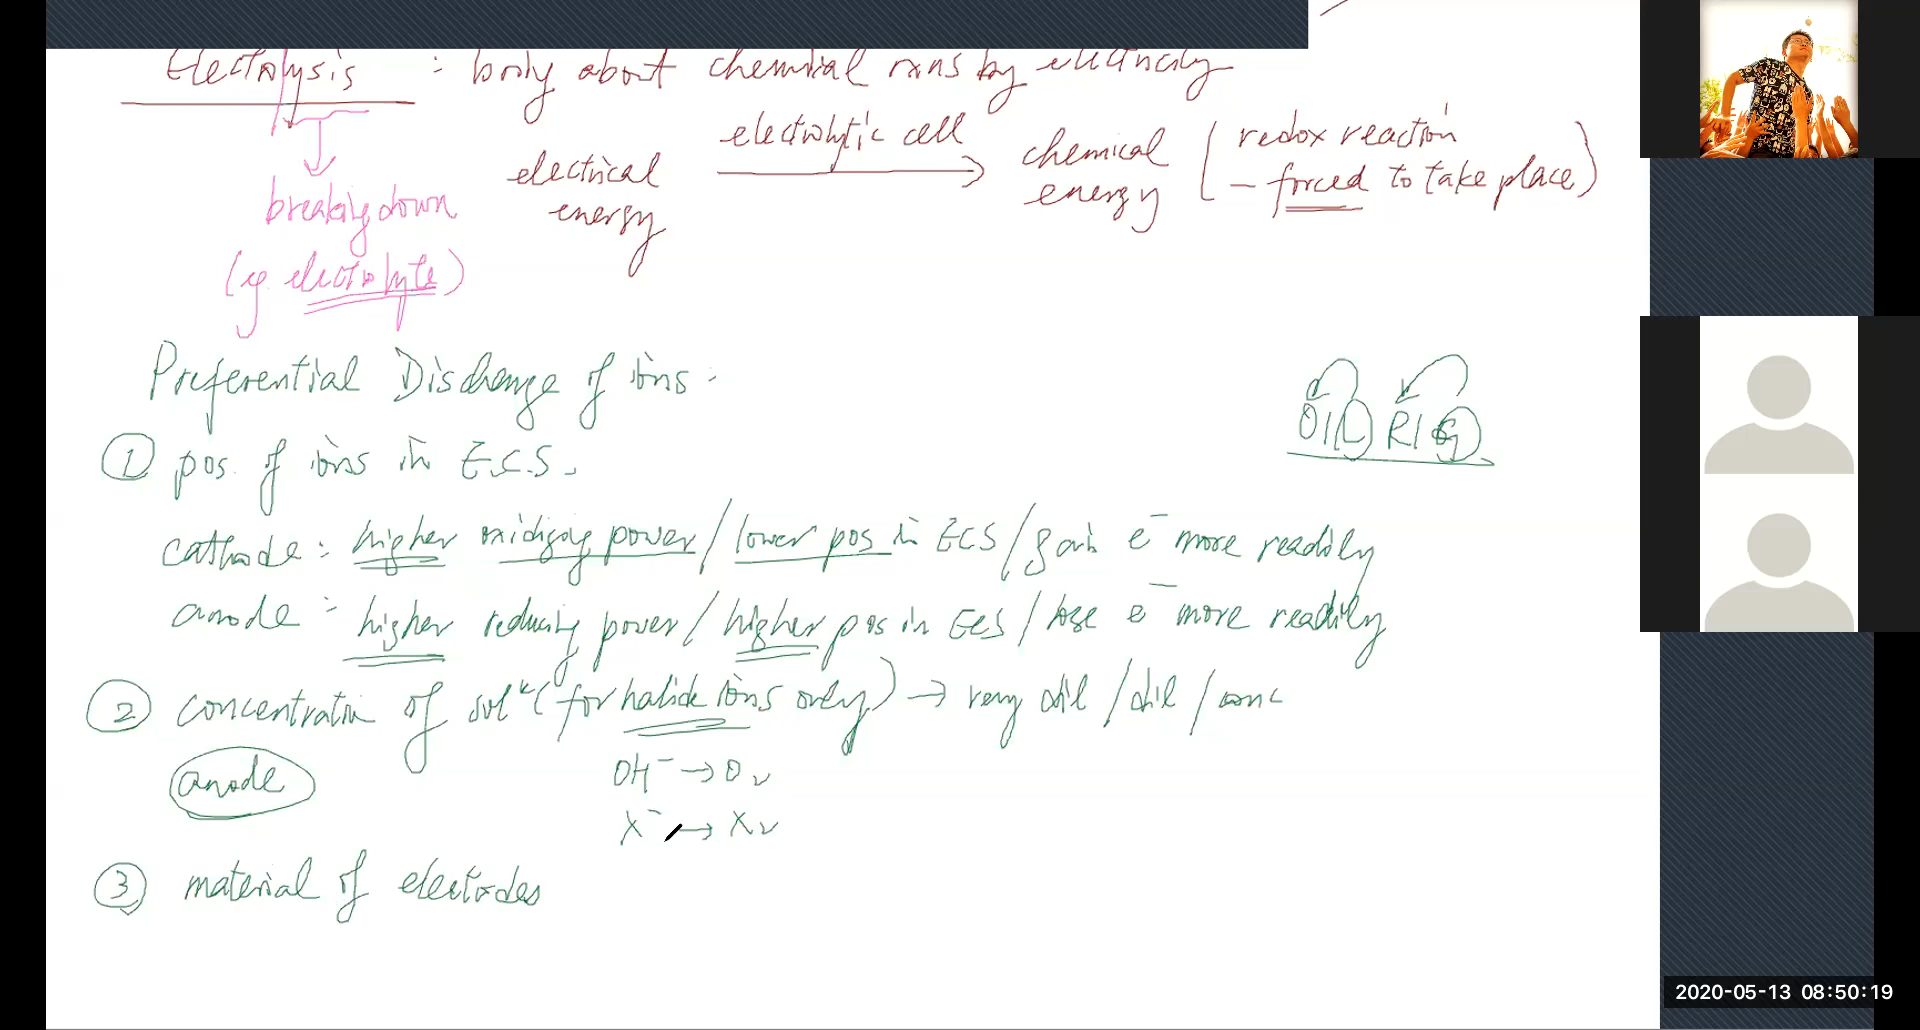 Electrolysis : bring about chemical rxns by electricity
breaking down
(eg. electrolyte)
electrical energy
electrolytic cell
chemical energy
(redox reaction
- forced to take place)
Preferential Discharge of ions :
OIL RIG
① pos. of ions in E.C.S.
cathode : higher oxidizing power / lower pos in ECS / gain e⁻ more readily
anode : higher reducing power / higher pos in ECS / lose e⁻ more readily
② concentration of solⁿ (for halide ions only) → very dil / dil / conc
anode
OH⁻ → O₂
X⁻ → X₂
③ material of electrodes
2020-05-13 08:50:19